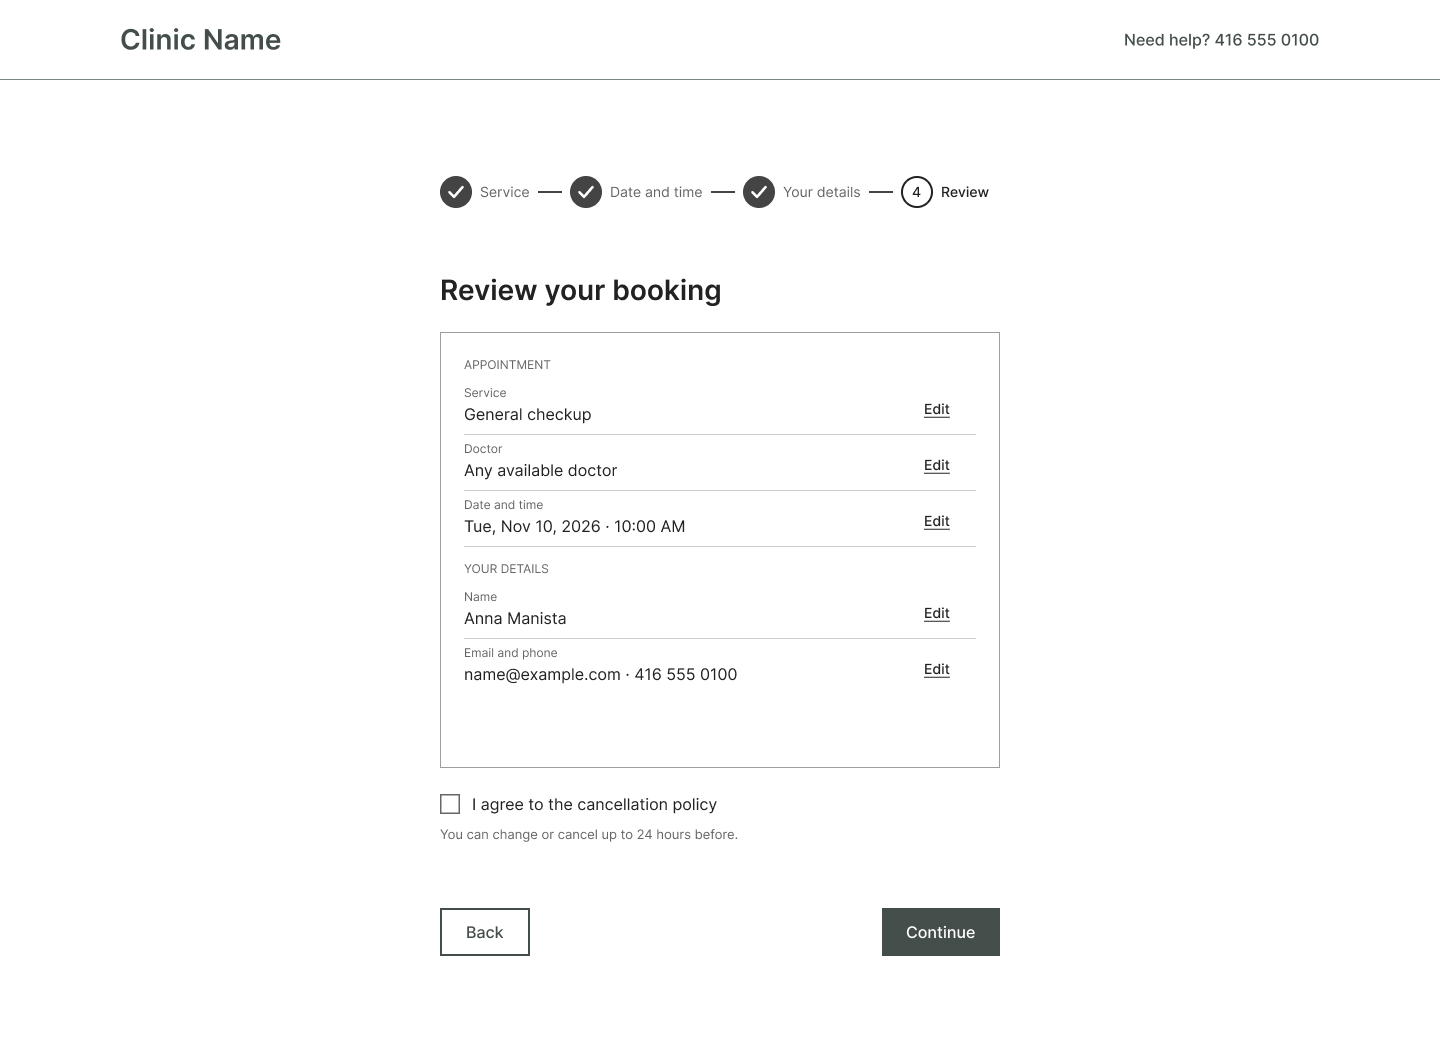 Clinic Name
Need help? 416 555 0100
Service
Date and time
Your details
4 Review
Review your booking
APPOINTMENT
Service
General checkup
Edit
Doctor
Any available doctor
Edit
Date and time
Tue, Nov 10, 2026 · 10:00 AM
Edit
YOUR DETAILS
Name
Anna Manista
Edit
Email and phone
name@example.com · 416 555 0100
Edit
I agree to the cancellation policy
You can change or cancel up to 24 hours before.
Back
Continue